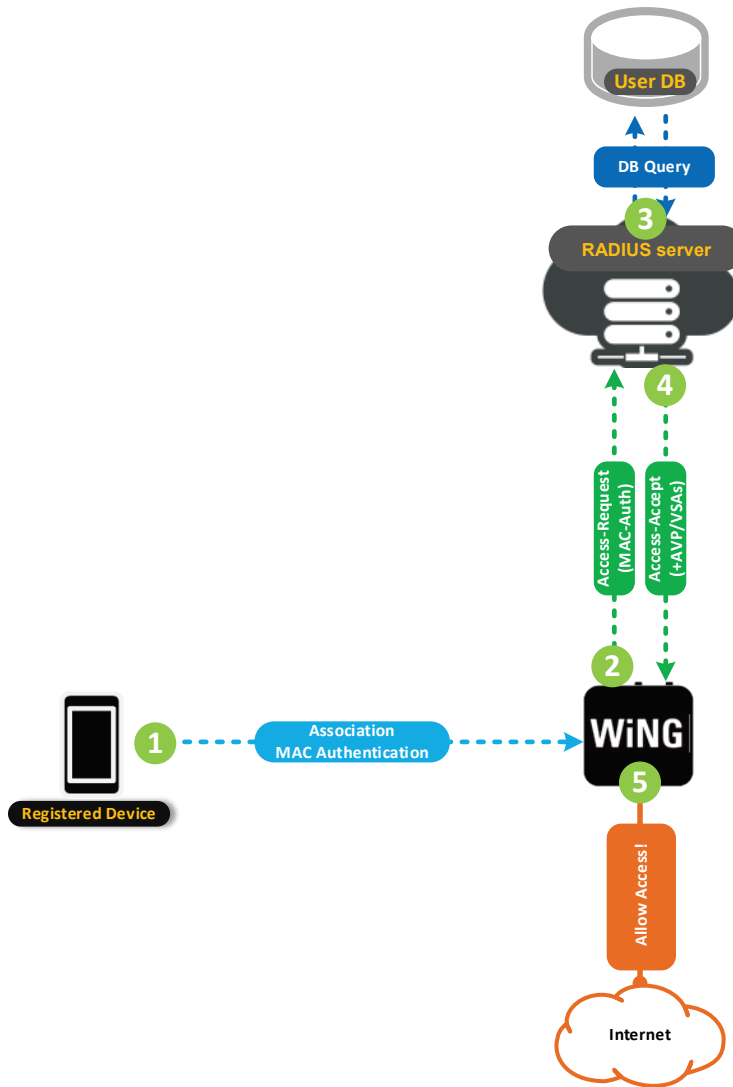 User DB
DB Query
3
RADIUS server
4
Access-Request
(MAC-Auth)
Access-Accept
(+AVP/VSAs)
2
WiNG
1
Association
MAC Authentication
5
Registered Device
Allow Access!
Internet